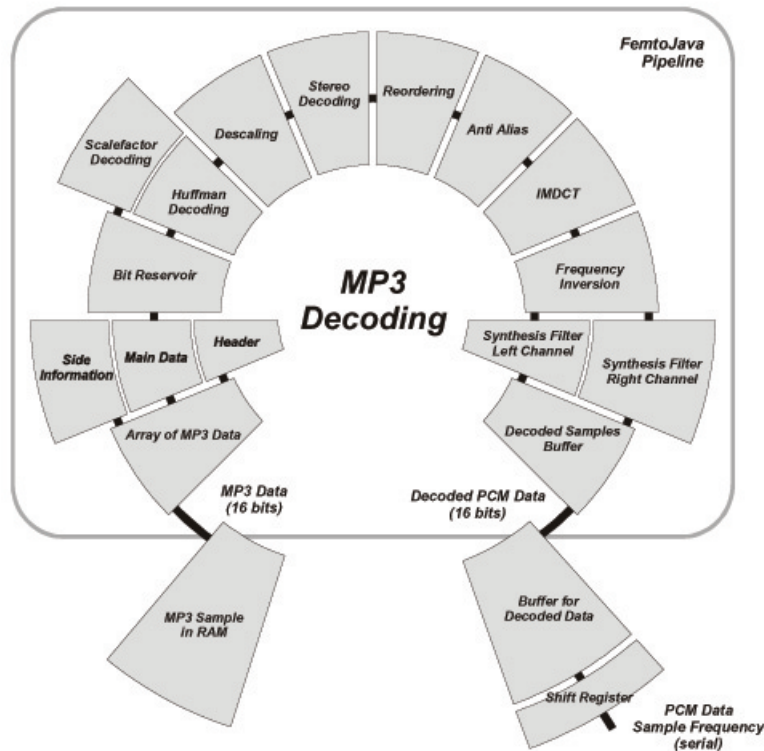 FemtoJava
Pipeline
Stereo
Decoding
Reordering
Descaling
Anti Alias
Scalefactor
Decoding
Huffman
Decoding
IMDCT
Bit Reservoir
Frequency
Inversion
MP3
Decoding
Side
Information
Main Data
Header
Synthesis Filter
Left Channel
Synthesis Filter
Right Channel
Array of MP3 Data
Decoded Samples
Buffer
MP3 Data
(16 bits)
Decoded PCM Data
(16 bits)
MP3 Sample
in RAM
Buffer for
Decoded Data
Shift Register
PCM Data
Sample Frequency
(serial)